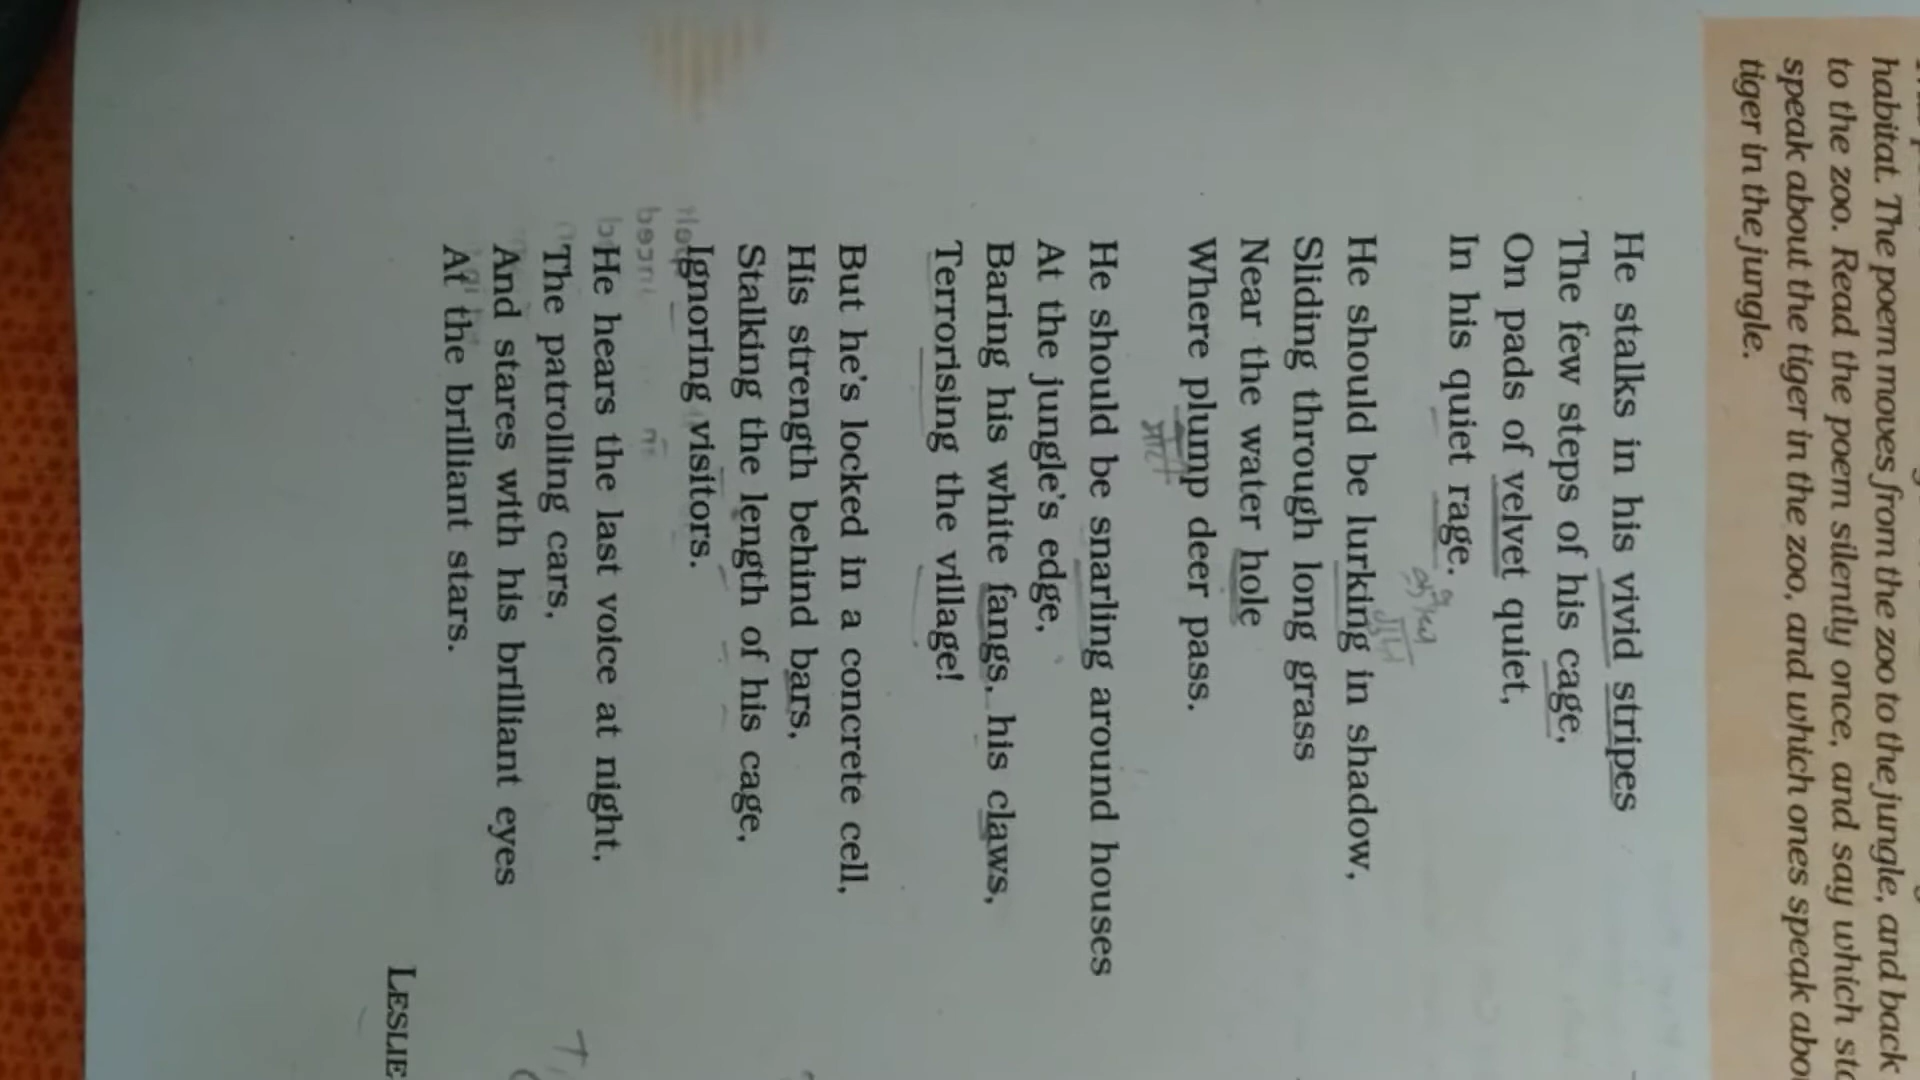 habitat. The poem moves from the zoo to the jungle, and back
to the zoo. Read the poem silently once, and say which
speak about the tiger in the zoo, and which ones speak
tiger in the jungle.
He stalks in his vivid stripes
The few steps of his cage,
On pads of velvet quiet,
In his quiet rage.
He should be lurking in shadow,
Sliding through long grass
Near the water hole
Where plump deer pass.
He should be snarling around houses
At the jungle's edge,
Baring his white fangs, his claws,
Terrorising the village!
But he's locked in a concrete cell,
His strength behind bars,
Stalking the length of his cage,
Ignoring visitors.
He hears the last voice at night,
The patrolling cars,
And stares with his brilliant eyes
At the brilliant stars.
LESLIE